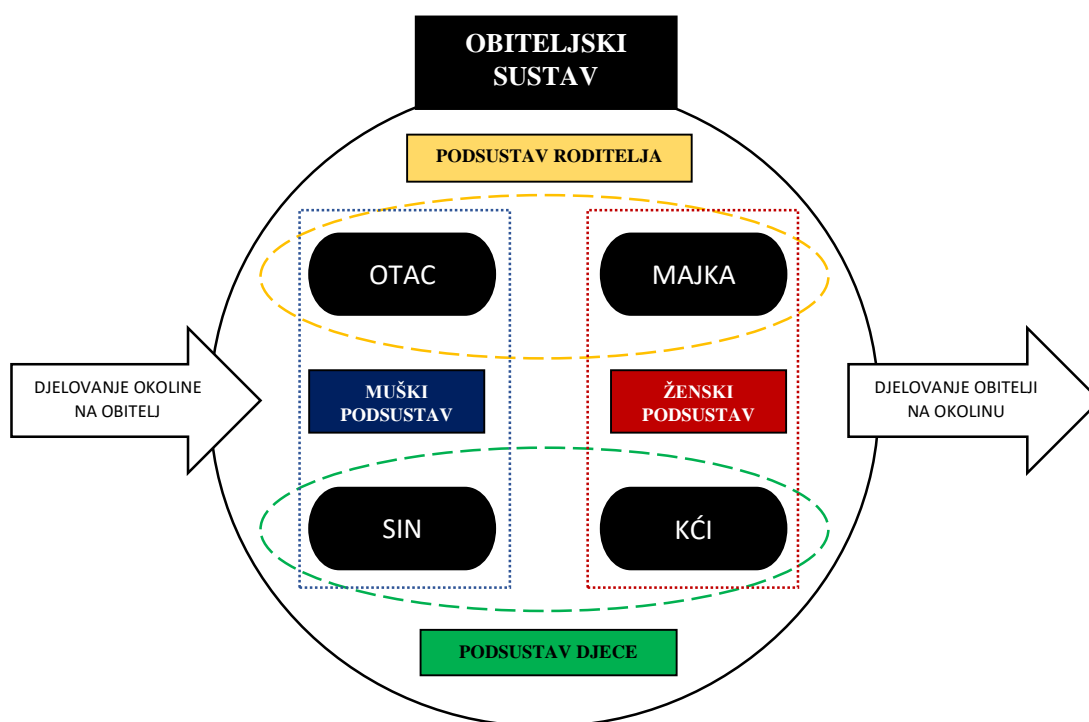 OBITELJSKI
SUSTAV
PODSUSTAV RODITELJA
OTAC
MAJKA
DJELOVANJE OKOLINE
NA OBITELJ
MUŠKI
PODSUSTAV
ŽENSKI
PODSUSTAV
DJELOVANJE OBITELJI
NA OKOLINU
SIN
KĆI
PODSUSTAV DJECE